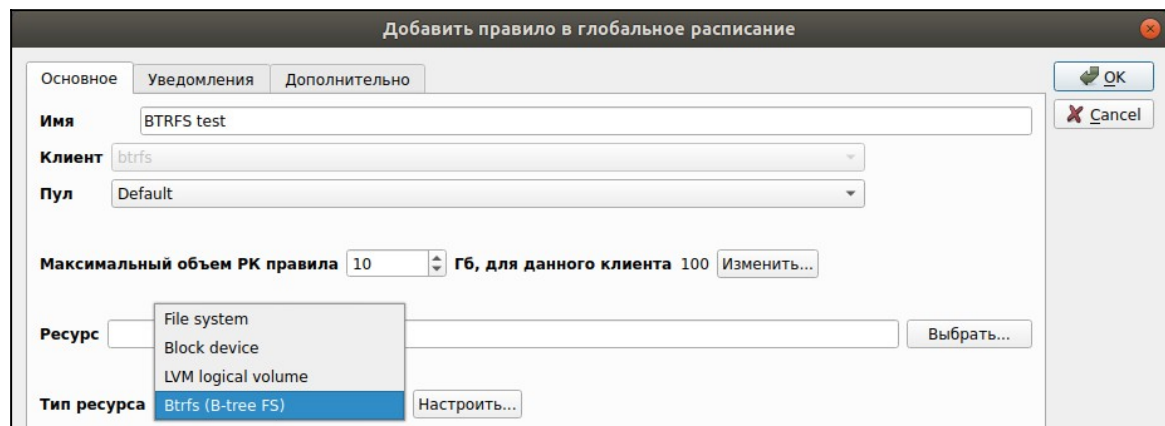 Добавить правило в глобальное расписание
Основное Уведомления Дополнительно
OK
Имя BTRFS test
Cancel
Клиент btrfs
Пул Default
Максимальный объем РК правила 10 Гб, для данного клиента 100 Изменить...
File system
Ресурс Выбрать...
Block device
LVM logical volume
Тип ресурса Btrfs (B-tree FS) Настроить...